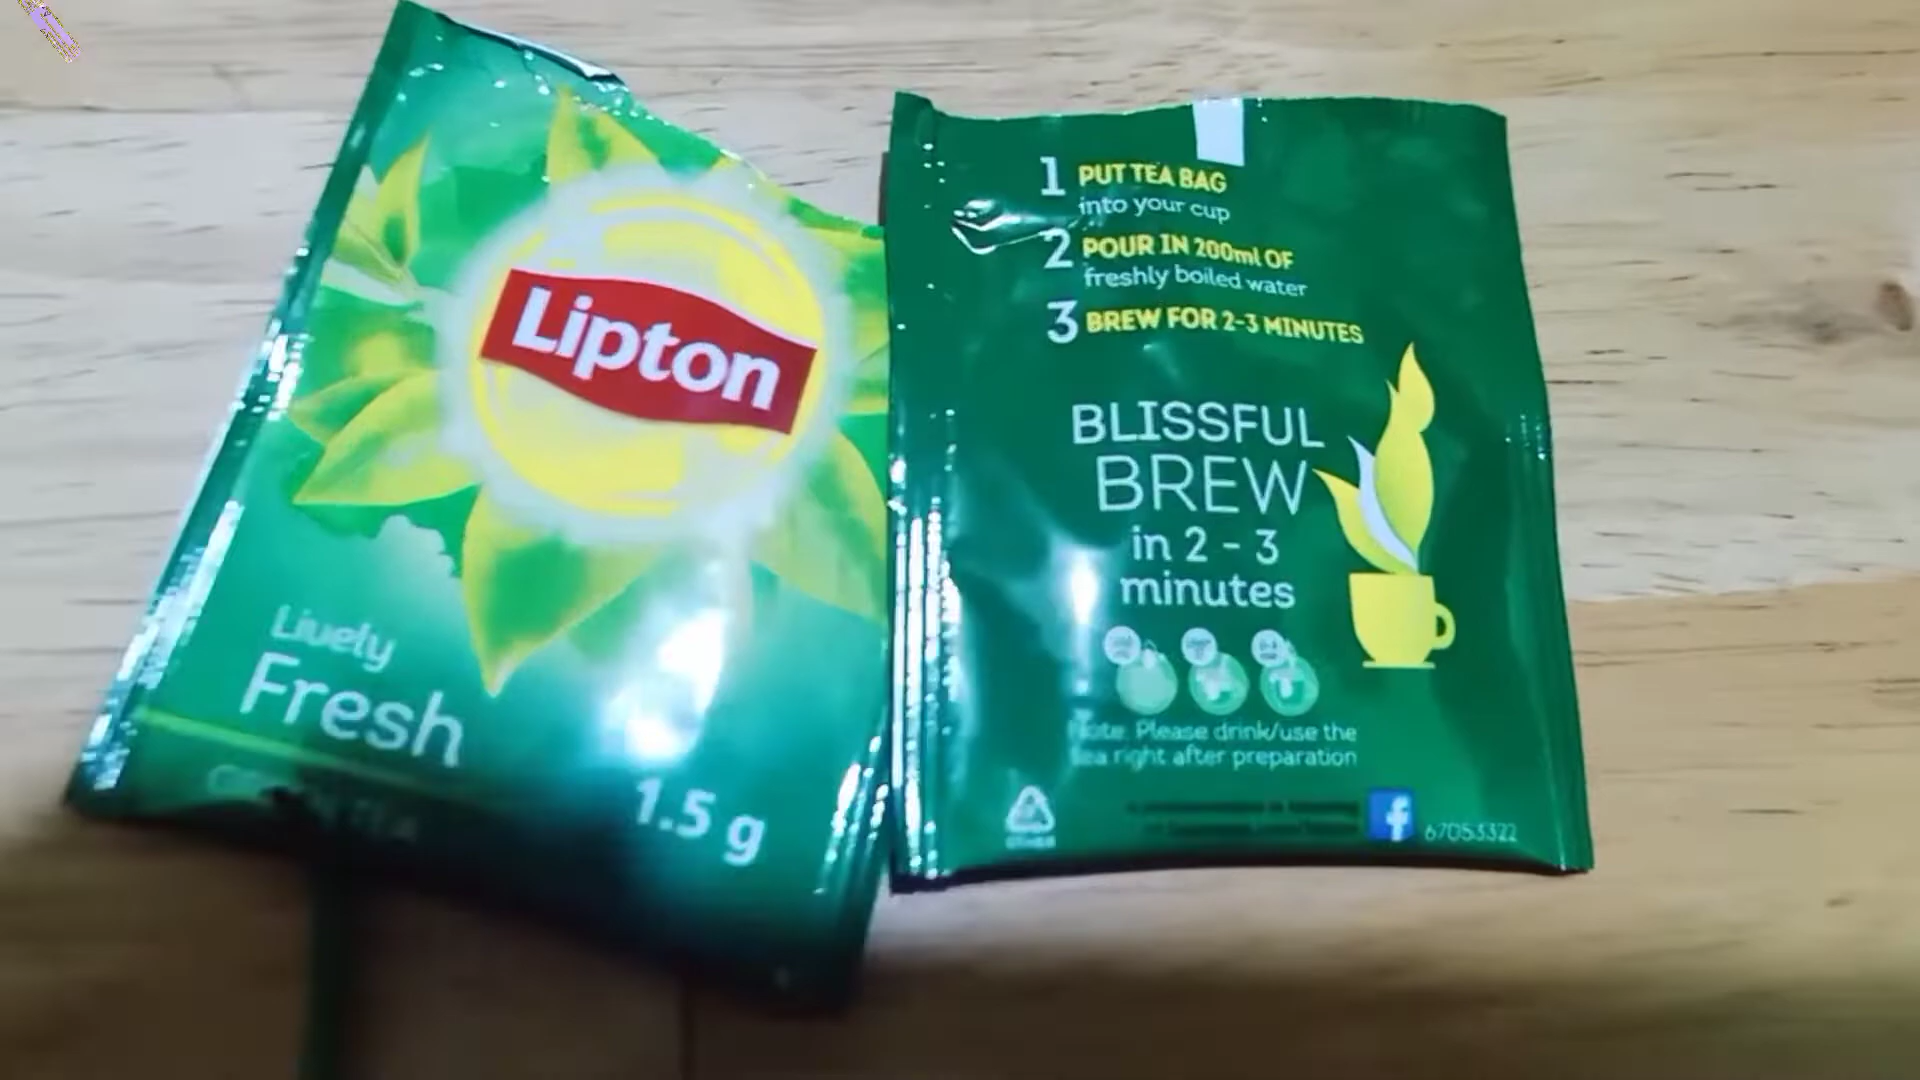 Lipton
Lively
Fresh
1.5 g
1 PUT TEA BAG
into your cup
2 POUR IN 200ml OF
freshly boiled water
3 BREW FOR 2-3 MINUTES
BLISSFUL
BREW
in 2 - 3
minutes
Note: Please drink/use the
tea right after preparation
f
67053322